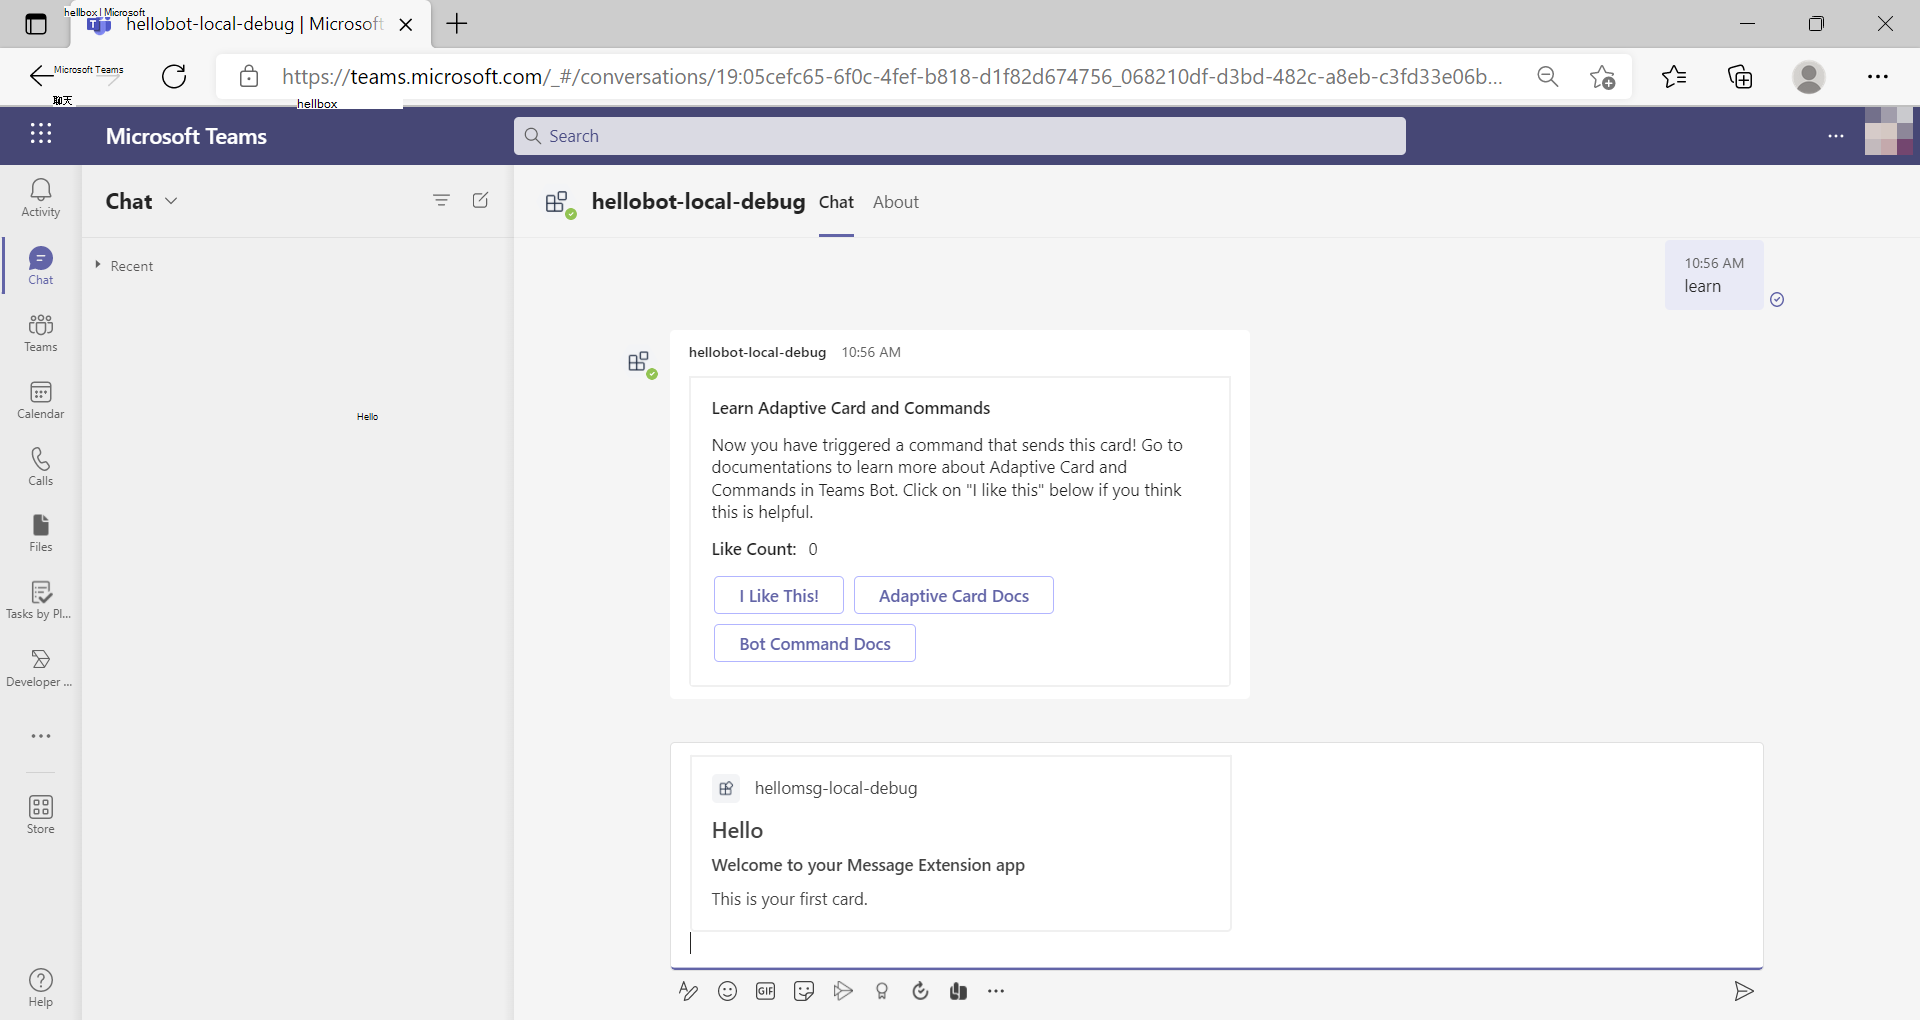 hellbox | Microsoft
hellobot-local-debug | Microsoft
Microsoft Teams
https://teams.microsoft.com/_#/conversations/19:05cefc65-6f0c-4fef-b818-d1f82d674756_068210df-d3bd-482c-a8eb-c3fd33e06b...
聊天
hellbox
Microsoft Teams
Search
Activity
Chat
Teams
Calendar
Calls
Files
Tasks by Pl...
Developer ...
Store
Help
Chat
Recent
Hello
hellobot-local-debug Chat About
10:56 AM
learn
hellobot-local-debug 10:56 AM
Learn Adaptive Card and Commands
Now you have triggered a command that sends this card! Go to
documentations to learn more about Adaptive Card and
Commands in Teams Bot. Click on "I like this" below if you think
this is helpful.
Like Count: 0
I Like This! Adaptive Card Docs
Bot Command Docs
hellomsg-local-debug
Hello
Welcome to your Message Extension app
This is your first card.
GIF